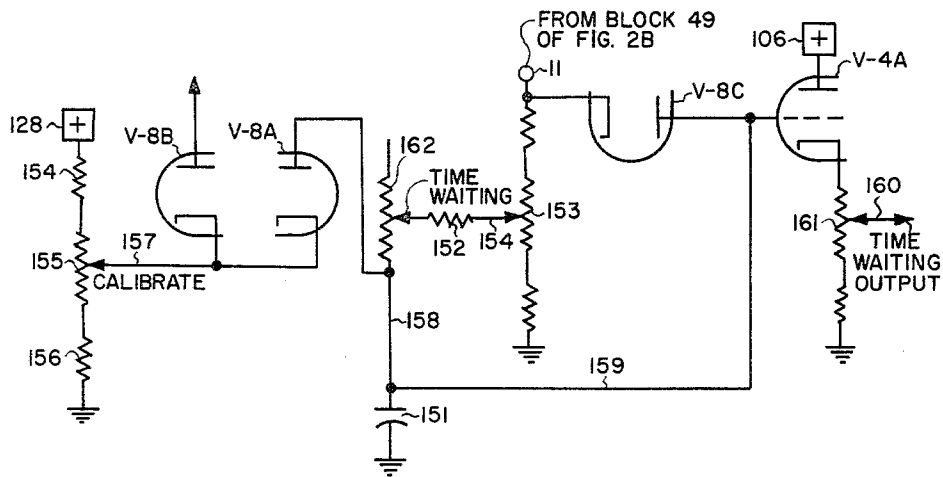 FROM BLOCK 49
OF FIG. 2B
11
106
+
V-4A
V-8C
128
+
V-8B
V-8A
154
162
TIME
WAITING
153
160
161
157
155
152
154
TIME
WAITING
OUTPUT
CALIBRATE
158
156
159
151